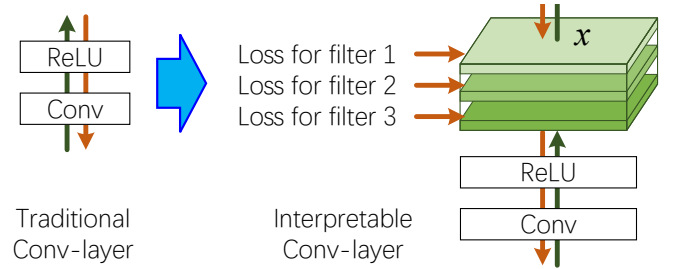 ReLU
Conv
Traditional
Conv-layer
Loss for filter 1
Loss for filter 2
Loss for filter 3
x
ReLU
Conv
Interpretable
Conv-layer